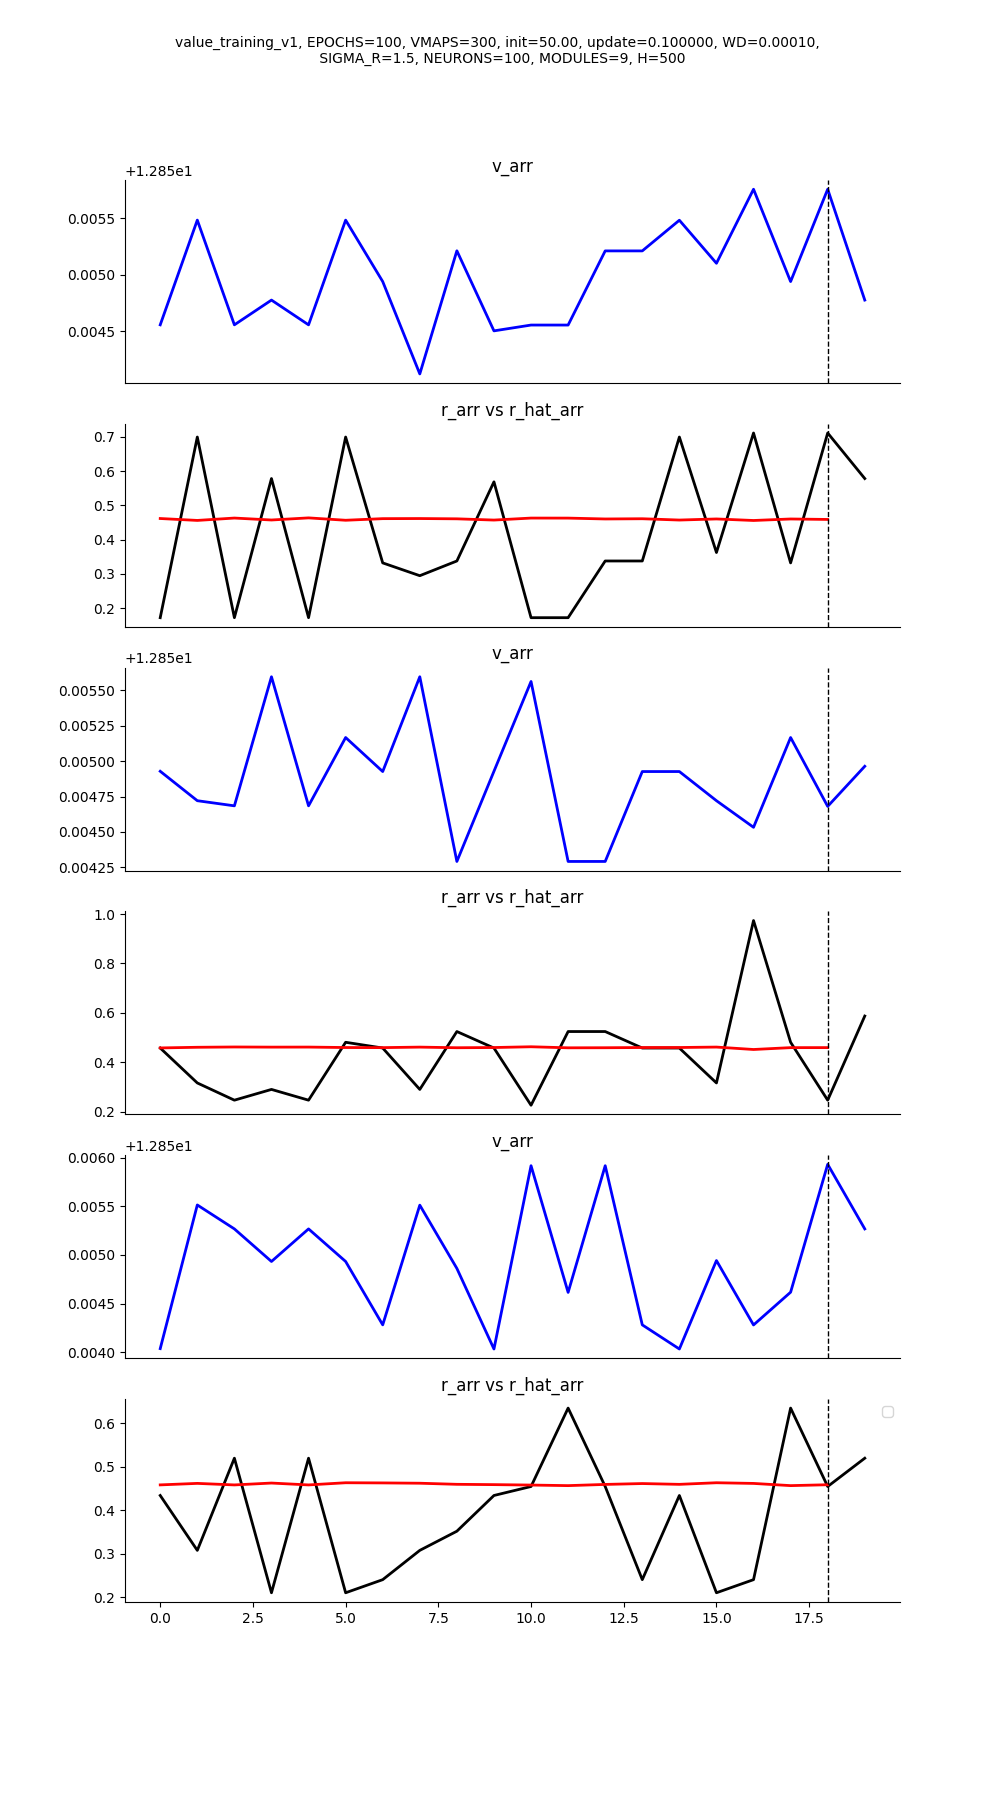 value_training_v1, EPOCHS=100, VMAPS=300, init=50.00, update=0.100000, WD=0.00010,
SIGMA_R=1.5, NEURONS=100, MODULES=9, H=500
v_arr
+1.285e1
0.0055
0.0050
0.0045
r_arr vs r_hat_arr
0.7
0.6
0.5
0.4
0.3
0.2
v_arr
+1.285e1
0.00550
0.00525
0.00500
0.00475
0.00450
0.00425
r_arr vs r_hat_arr
1.0
0.8
0.6
0.4
0.2
v_arr
+1.285e1
0.0060
0.0055
0.0050
0.0045
0.0040
r_arr vs r_hat_arr
0.6
0.5
0.4
0.3
0.2
0.0 2.5 5.0 7.5 10.0 12.5 15.0 17.5